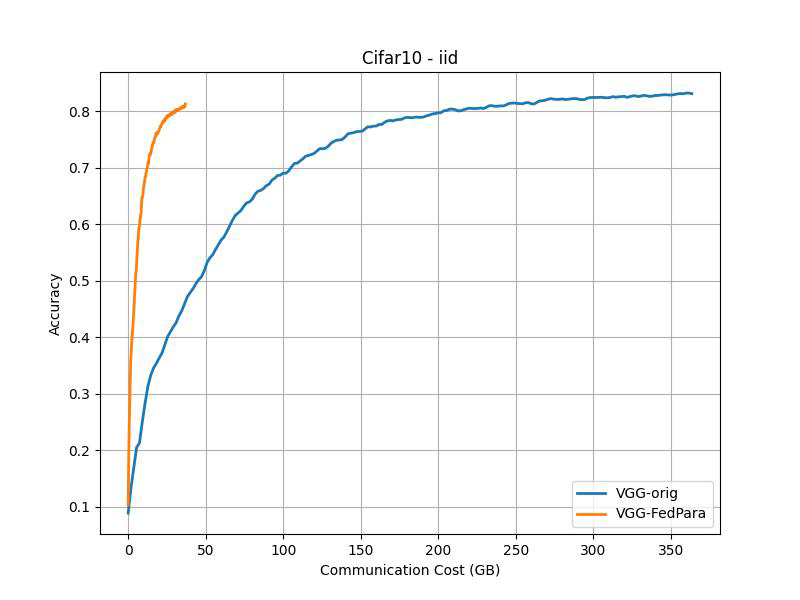 Cifar10 - iid
Accuracy
0.8
0.7
0.6
0.5
0.4
0.3
0.2
0.1
0 50 100 150 200 250 300 350
Communication Cost (GB)
VGG-orig
VGG-FedPara